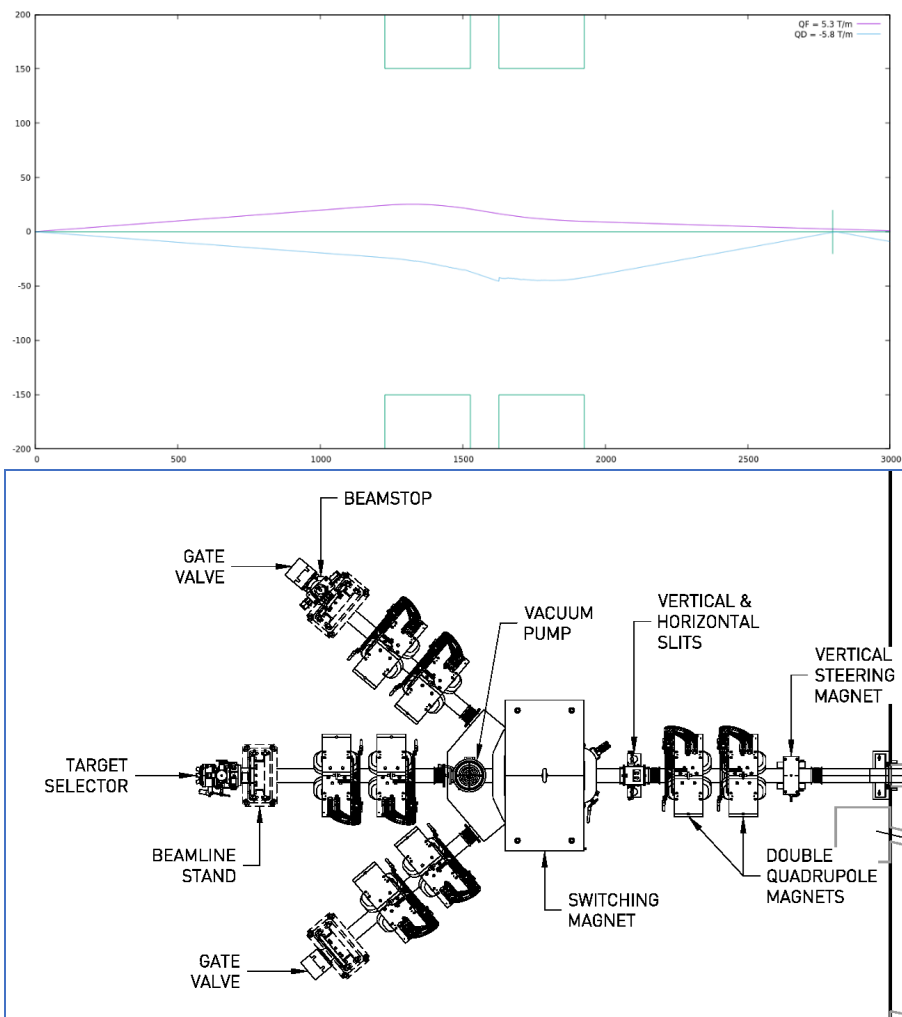 200
QF = 5.3 T/m
QD = -5.8 T/m
150
100
50
0
-50
-100
-150
-200
0
500
1000
1500
2000
2500
3000
BEAMSTOP
GATE
VALVE
VACUUM
PUMP
VERTICAL &
HORIZONTAL
SLITS
VERTICAL
STEERING
MAGNET
TARGET
SELECTOR
BEAMLINE
STAND
DOUBLE
QUADRUPOLE
MAGNETS
SWITCHING
MAGNET
GATE
VALVE